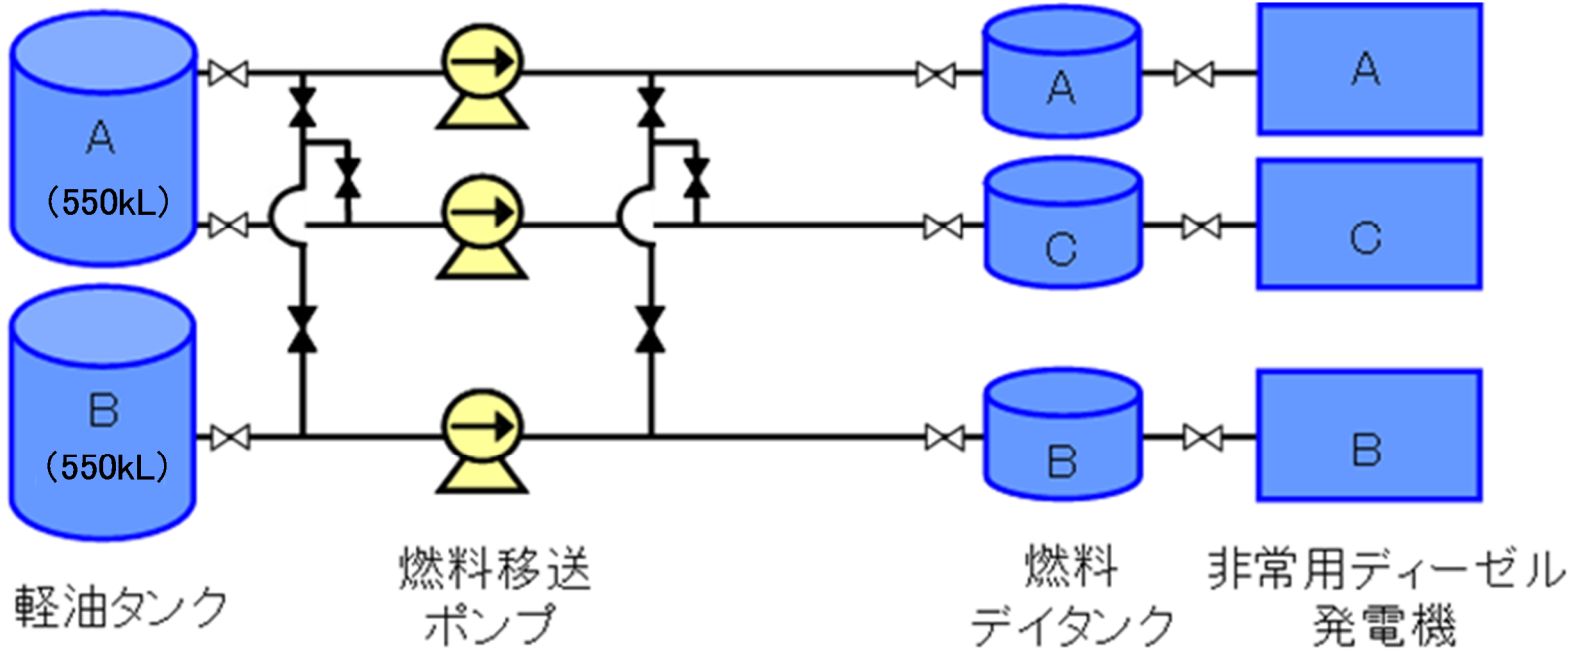 A
(550kL)
B
(550kL)
軽油タンク
燃料移送
ポンプ
A
C
B
燃料
デイタンク
A
C
B
非常用ディーゼル
発電機